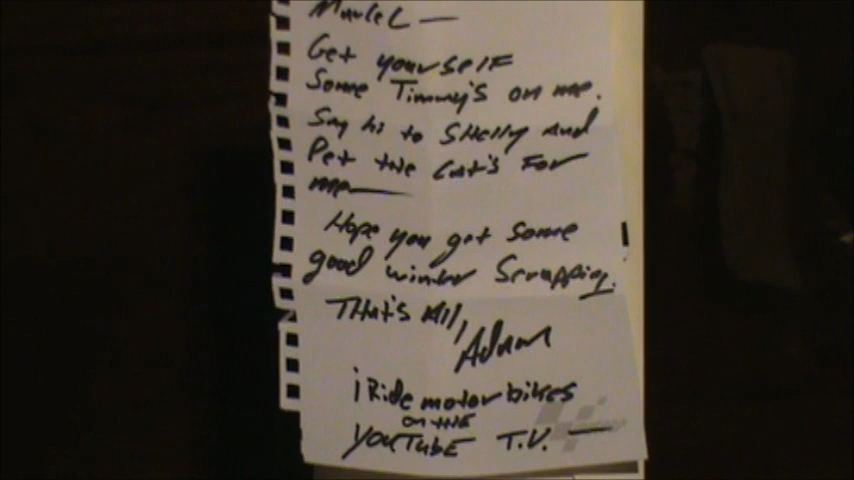 Get yourself
Some Timmy's on me.
Say hi to Shelly and
Pet the Cat's For
me
Hope you get some
good winter Scrapping.
That's All,
Adam
iRide motorbikes
on the
YouTube T.V.